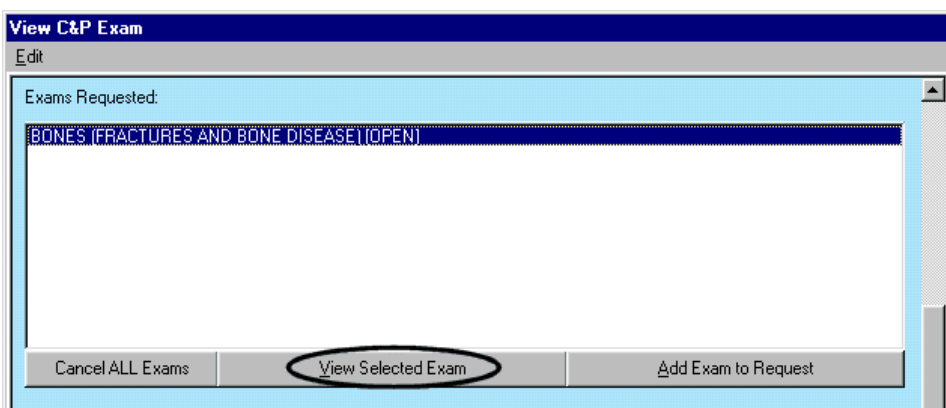 View C&P Exam
Edit
Exams Requested:
BONES (FRACTURES AND BONE DISEASE) [OPEN]
Cancel ALL Exams View Selected Exam Add Exam to Request